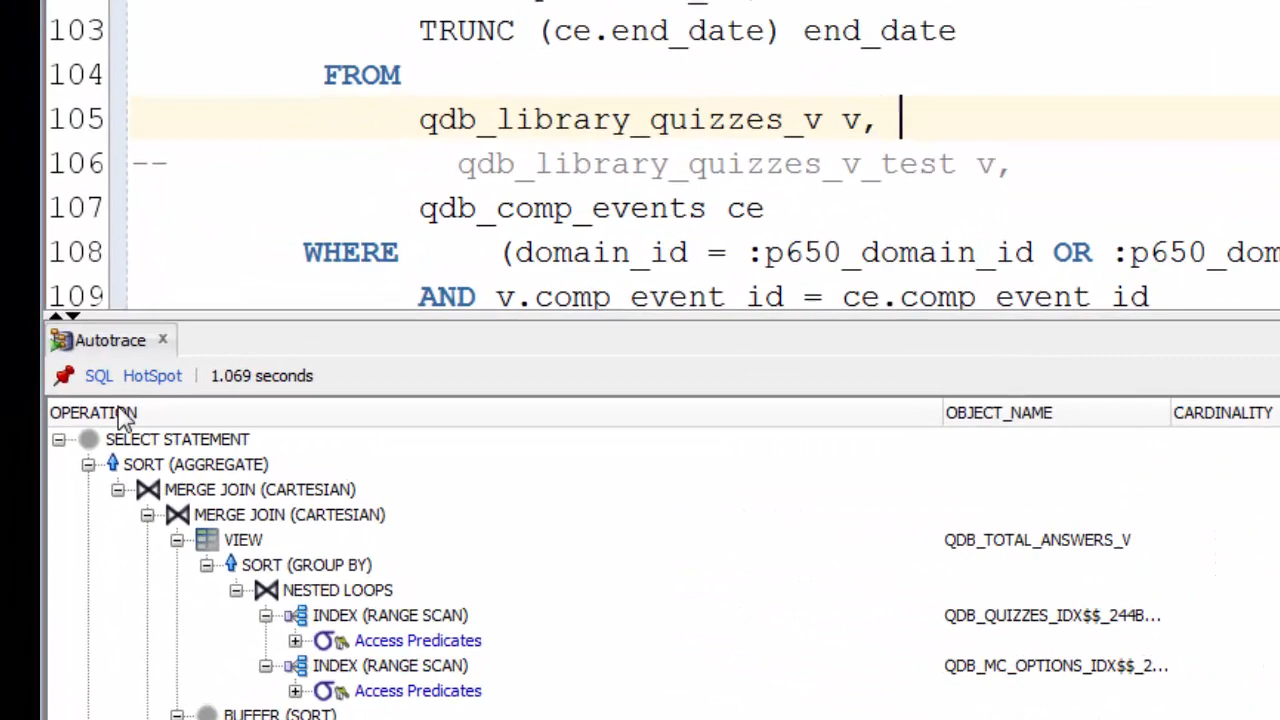 103 TRUNC (ce.end_date) end_date
104 FROM
105 qdb_library_quizzes_v v,
106 -- qdb_library_quizzes_v_test v,
107 qdb_comp_events ce
108 WHERE (domain_id = :p650_domain_id OR :p650_dom
109 AND v.comp_event_id = ce.comp_event_id
Autotrace x
SQL HotSpot | 1.069 seconds
OPERATION OBJECT_NAME CARDINALITY
SELECT STATEMENT
SORT (AGGREGATE)
MERGE JOIN (CARTESIAN)
MERGE JOIN (CARTESIAN)
VIEW QDB_TOTAL_ANSWERS_V
SORT (GROUP BY)
NESTED LOOPS
INDEX (RANGE SCAN) QDB_QUIZZES_IDX$$_244B...
Access Predicates
INDEX (RANGE SCAN) QDB_MC_OPTIONS_IDX$$_2...
Access Predicates
BUFFER (SORT)